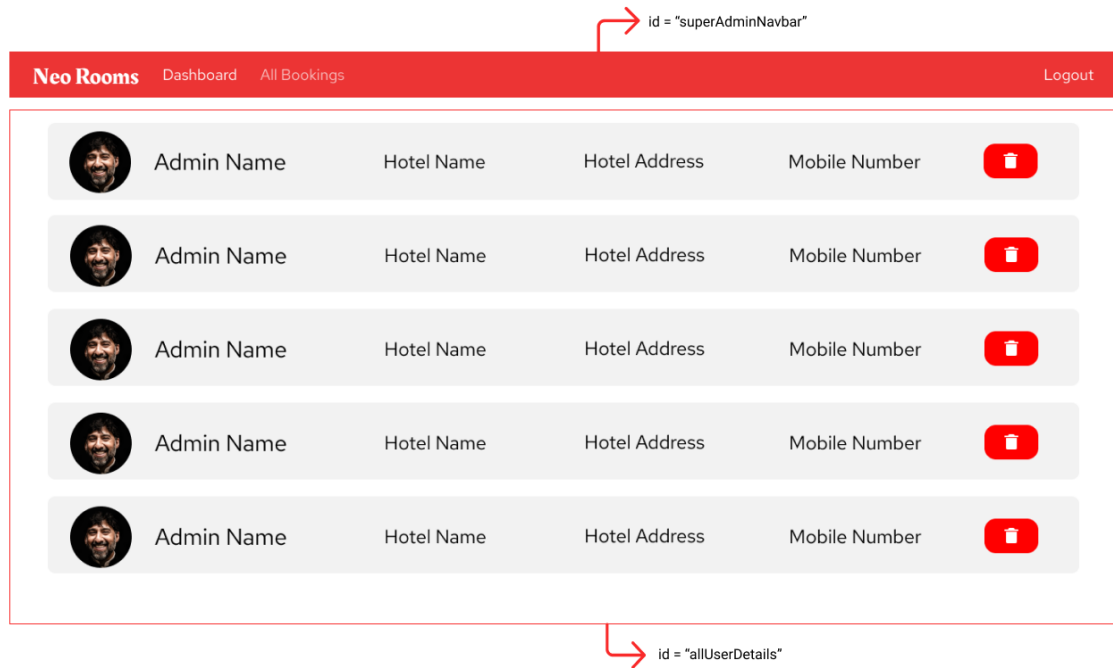 id = “superAdminNavbar”
Neo Rooms Dashboard All Bookings Logout
Admin Name Hotel Name Hotel Address Mobile Number
Admin Name Hotel Name Hotel Address Mobile Number
Admin Name Hotel Name Hotel Address Mobile Number
Admin Name Hotel Name Hotel Address Mobile Number
Admin Name Hotel Name Hotel Address Mobile Number
id = “allUserDetails”